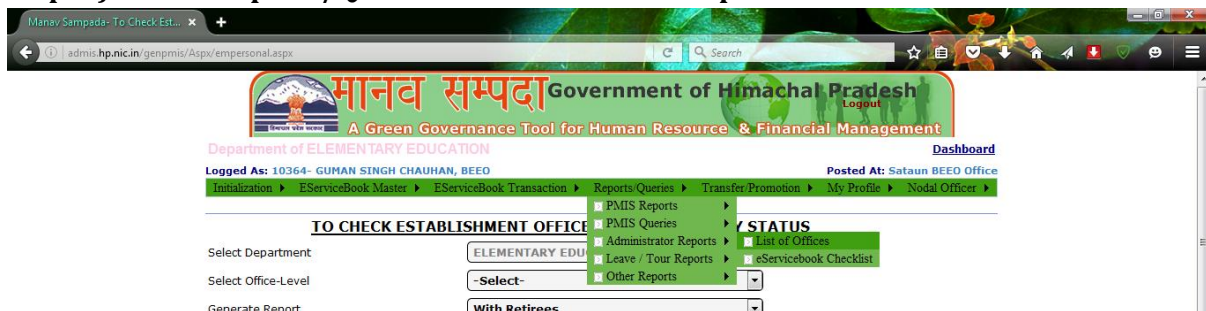 Manav Sampada- To Check Est...
admis.hp.nic.in/genpmis/Aspx/empersonal.aspx
Search
मानव सम्पदा Government of Himachal Pradesh
Logout
A Green Governance Tool for Human Resource & Financial Management
Department of ELEMENTARY EDUCATION
Dashboard
Logged As: 10364- GUMAN SINGH CHAUHAN, BEEO Posted At: Sataun BEEO Office
Initialization EServiceBook Master EServiceBook Transaction Reports/Queries Transfer/Promotion My Profile Nodal Officer
PMIS Reports
TO CHECK ESTABLISHMENT OFFICE PMIS Queries Y STATUS
Administrator Reports List of Offices
Select Department ELEMENTARY EDU
Leave / Tour Reports eServicebook Checklist
Other Reports
Select Office-Level -Select-
Generate Report With Retirees